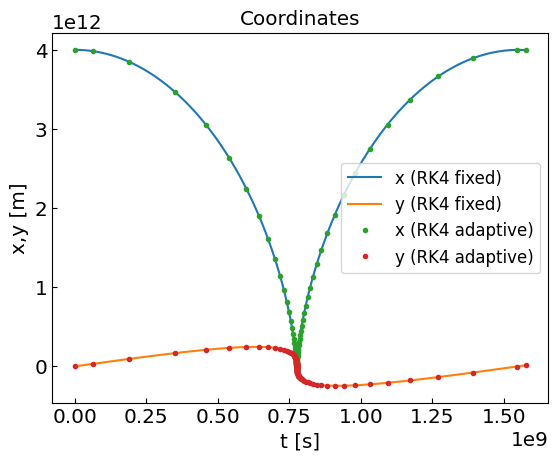 Coordinates
1e12
4
3
2
1
0
x,y [m]
x (RK4 fixed)
y (RK4 fixed)
x (RK4 adaptive)
y (RK4 adaptive)
0.00 0.25 0.50 0.75 1.00 1.25 1.50
t [s]
1e9